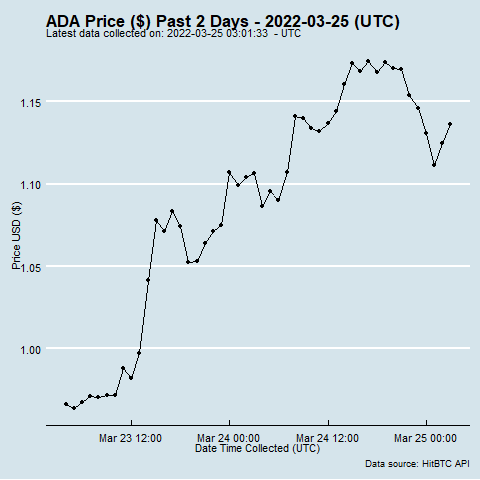 ADA Price ($) Past 2 Days - 2022-03-25 (UTC)
Latest data collected on: 2022-03-25 03:01:33  - UTC
Price USD ($)
1.15
1.10
1.05
1.00
Mar 23 12:00 Mar 24 00:00 Mar 24 12:00 Mar 25 00:00
Date Time Collected (UTC)
Data source: HitBTC API